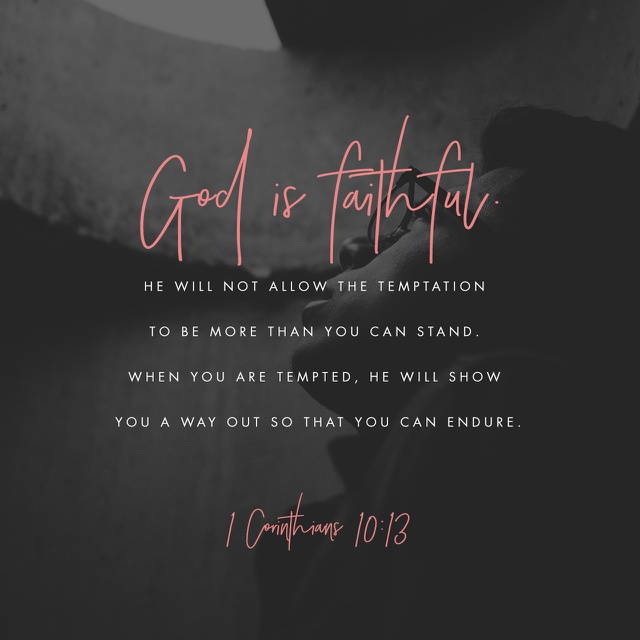 God is faithful.
HE WILL NOT ALLOW THE TEMPTATION
TO BE MORE THAN YOU CAN STAND.
WHEN YOU ARE TEMPTED, HE WILL SHOW
YOU A WAY OUT SO THAT YOU CAN ENDURE.
1 Corinthians 10:13